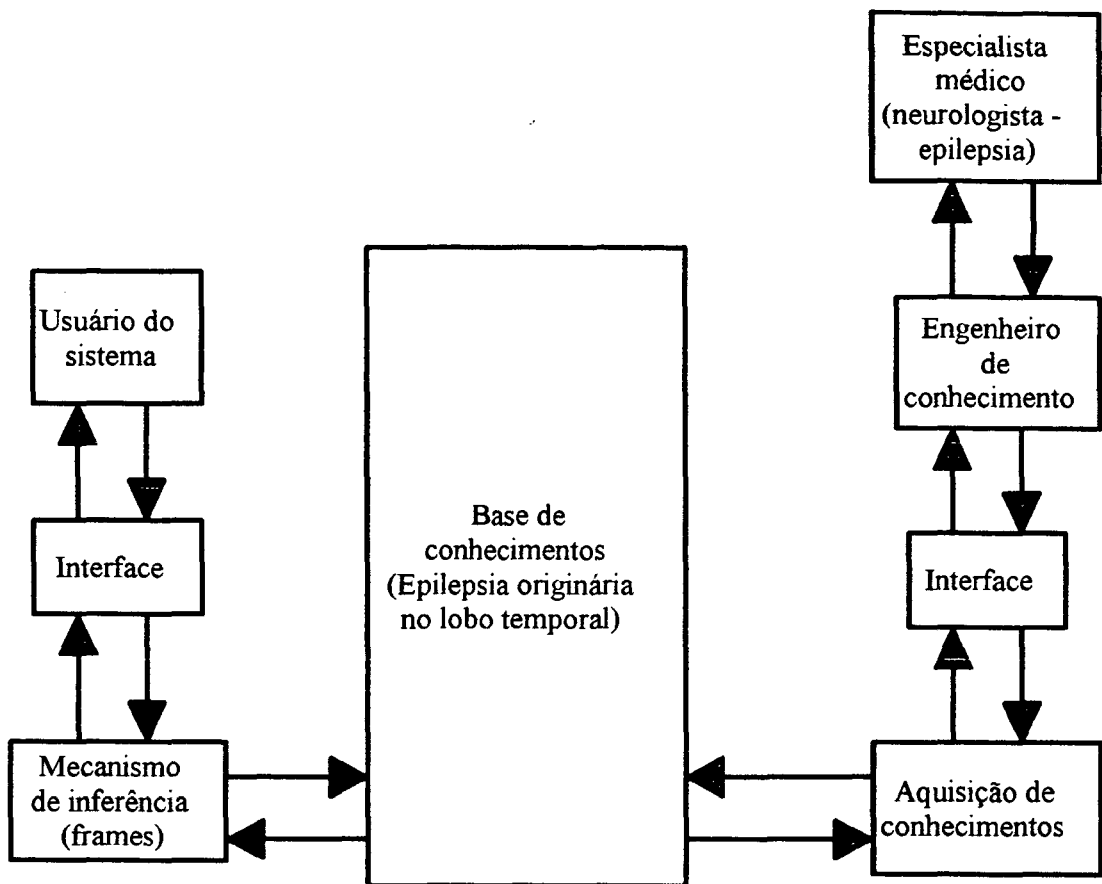 Especialista
médico
(neurologista -
epilepsia)
Usuário do
sistema
Engenheiro
de
conhecimento
Base de
conhecimentos
(Epilepsia originária
no lobo temporal)
Interface
Interface
Mecanismo
de inferência
(frames)
Aquisição de
conhecimentos